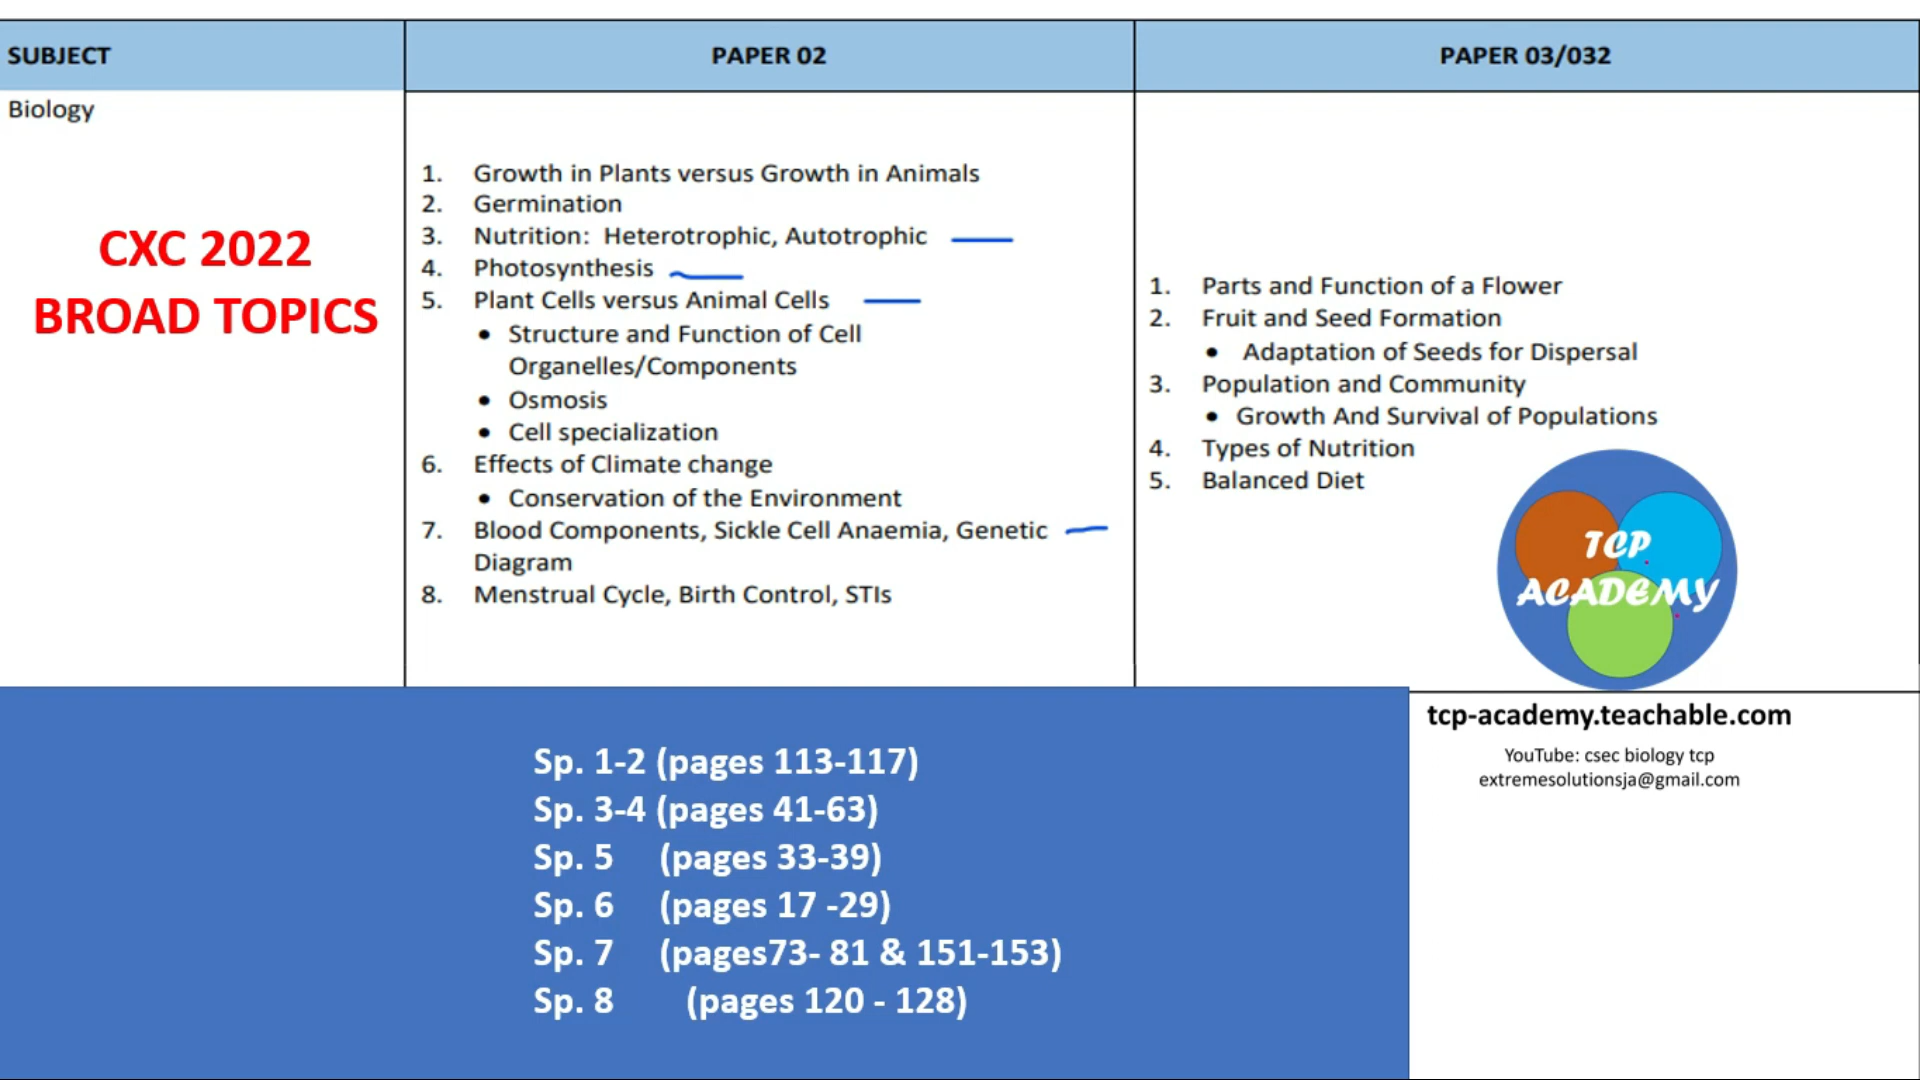 SUBJECT
PAPER 02
PAPER 03/032
Biology
CXC 2022
BROAD TOPICS
1. Growth in Plants versus Growth in Animals
2. Germination
3. Nutrition: Heterotrophic, Autotrophic
4. Photosynthesis
5. Plant Cells versus Animal Cells
• Structure and Function of Cell
Organelles/Components
• Osmosis
• Cell specialization
6. Effects of Climate change
• Conservation of the Environment
7. Blood Components, Sickle Cell Anaemia, Genetic
Diagram
8. Menstrual Cycle, Birth Control, STIs
1. Parts and Function of a Flower
2. Fruit and Seed Formation
• Adaptation of Seeds for Dispersal
3. Population and Community
• Growth And Survival of Populations
4. Types of Nutrition
5. Balanced Diet
TCP
ACADEMY
tcp-academy.teachable.com
YouTube: csec biology tcp
extremesolutionsja@gmail.com
Sp. 1-2 (pages 113-117)
Sp. 3-4 (pages 41-63)
Sp. 5 (pages 33-39)
Sp. 6 (pages 17 -29)
Sp. 7 (pages73- 81 & 151-153)
Sp. 8 (pages 120 - 128)